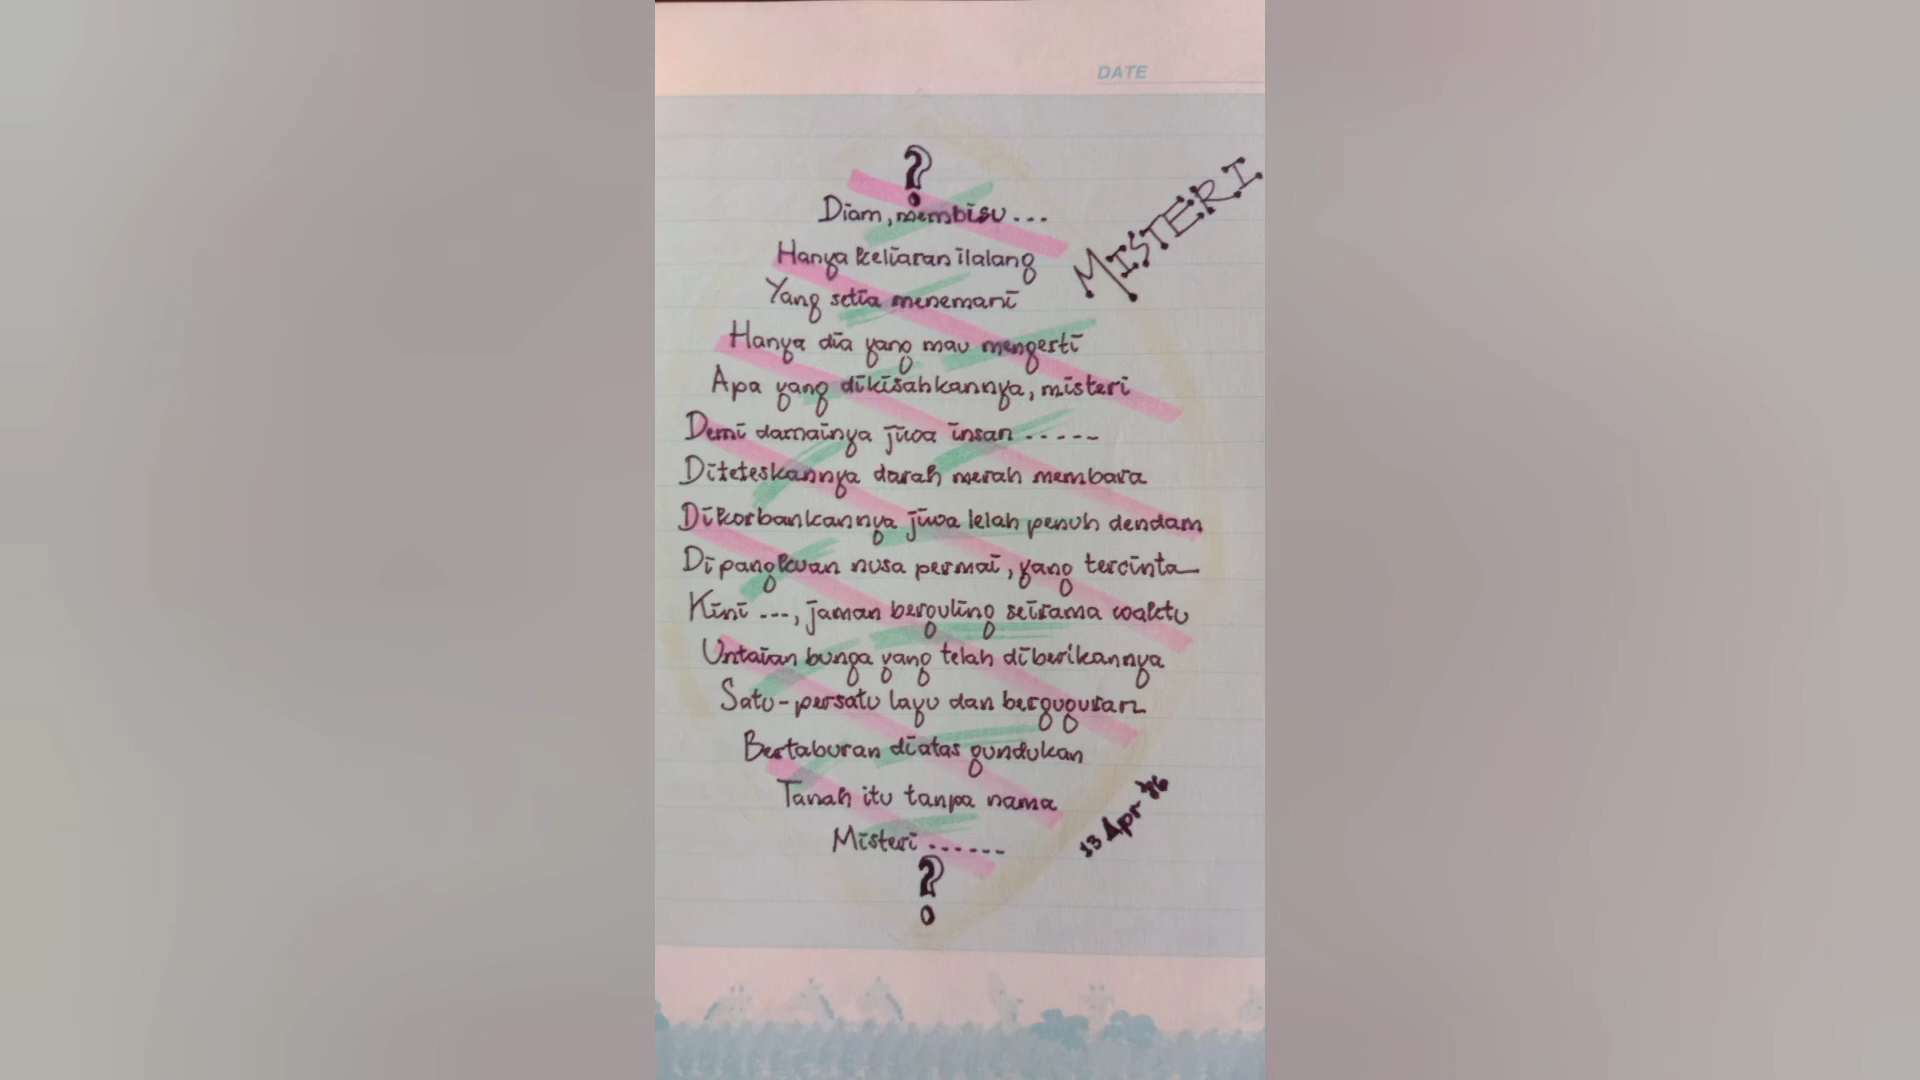 DATE
MISTERI
?
Diam, membisu...
Hanya keliaran ilalang
Yang setia menemani
Hanya dia yang mau mengerti
Apa yang dikisahkannya, misteri
Demi damainya jiwa insan -----
Diteteskannya darah merah membara
Dikorbankannya jiwa lelah penuh dendam
Di pangkuan nusa permai, yang tercinta
Kini ---, jaman berguling seirama waktu
Untaian bunga yang telah diberikannya
Satu-persatu layu dan berguguran
Bertaburan diatas gundukan
Tanah itu tanpa nama
Misteri ------
?
13 Apr '86